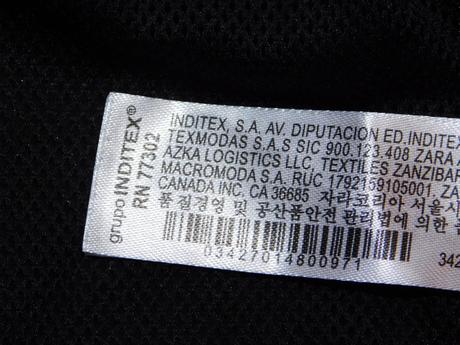 grupo INDITEX®
RN 77302
INDITEX, S.A. AV. DIPUTACION ED.INDITEX
TEXMODAS S.A.S SIC 900.123.408 ZARA
AZKA LOGISTICS LLC, TEXTILES ZANZIBAR
MACROMODA S.A. RUC 1792159105001, ZA
CANADA INC. CA 36685 자라코리아 서울시
품질경영 및 공산품안전 관리법에 의한
03427014800971
342